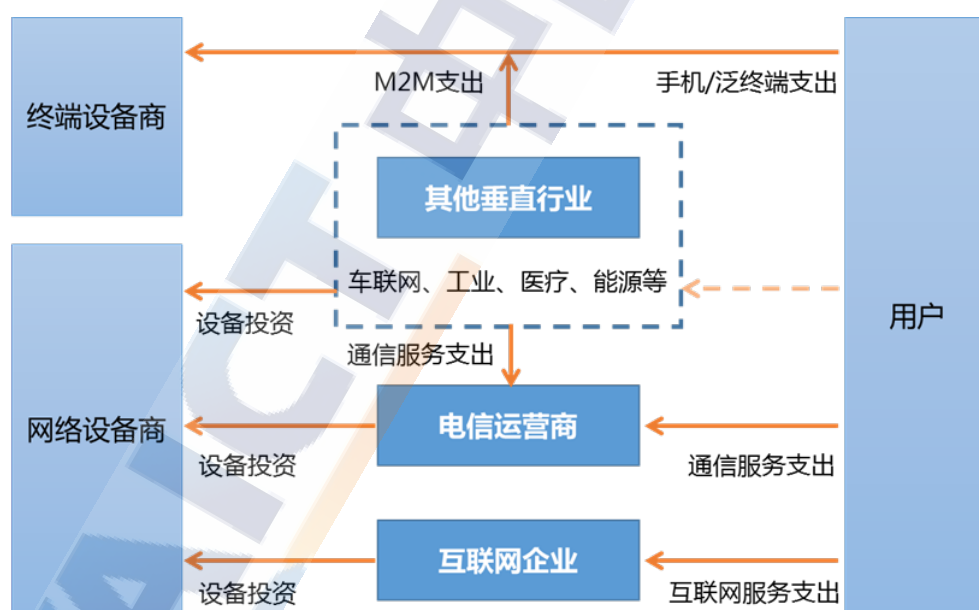 终端设备商
M2M支出
手机/泛终端支出
其他垂直行业
车联网、工业、医疗、能源等
设备投资
用户
通信服务支出
网络设备商
电信运营商
设备投资
通信服务支出
互联网企业
设备投资
互联网服务支出